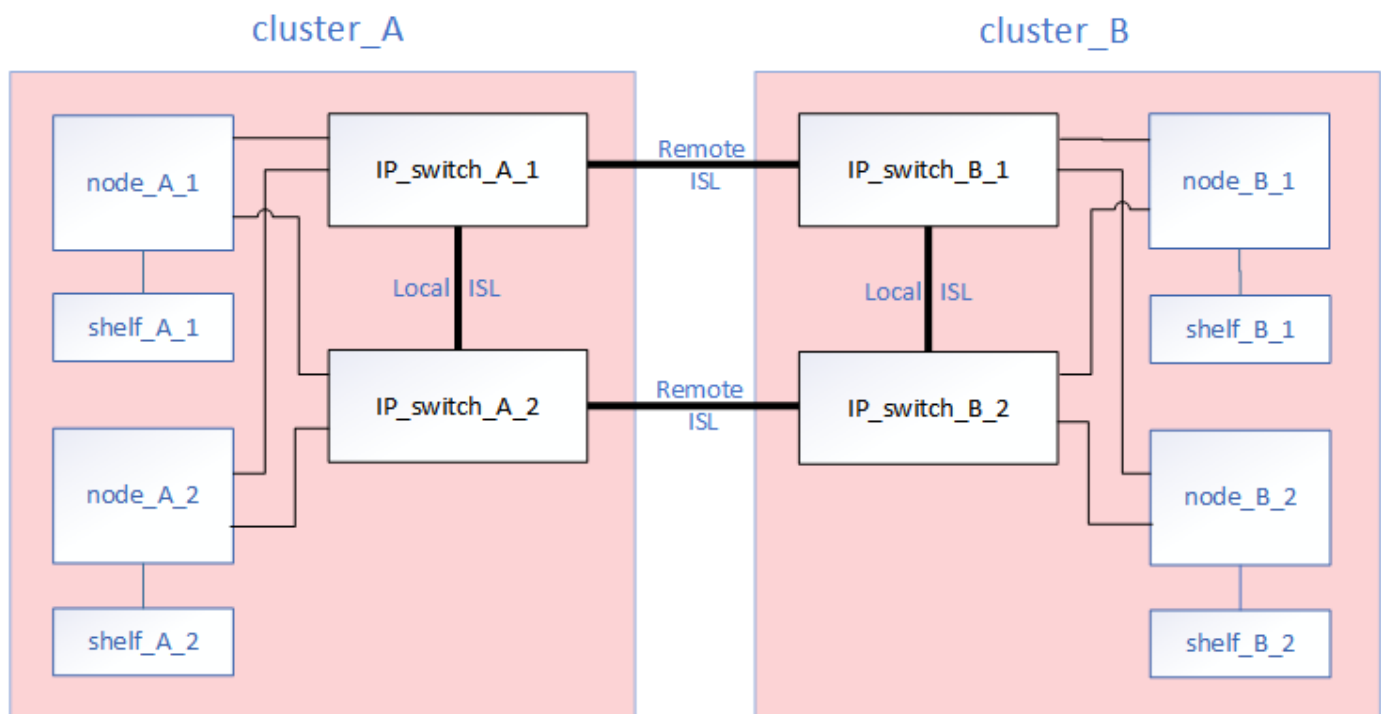 cluster_A
cluster_B
node_A_1
IP_switch_A_1
Remote
ISL
IP_switch_B_1
node_B_1
shelf_A_1
Local ISL
Local ISL
shelf_B_1
IP_switch_A_2
Remote
ISL
IP_switch_B_2
node_A_2
node_B_2
shelf_A_2
shelf_B_2